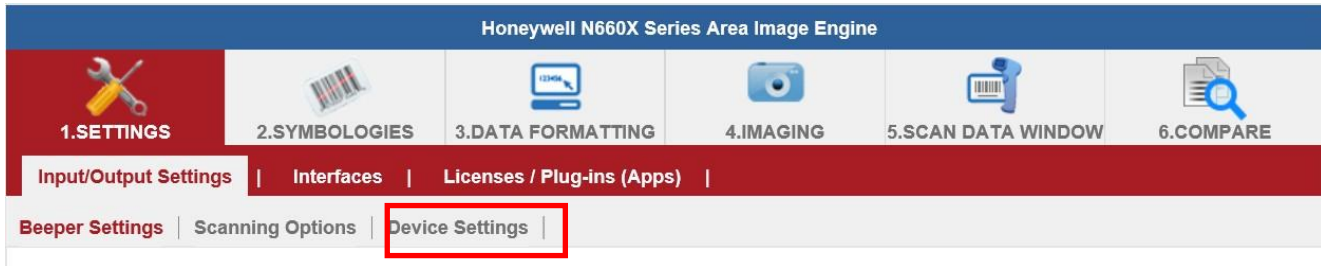 Honeywell N660X Series Area Image Engine
123456
1.SETTINGS 2.SYMBOLOGIES 3.DATA FORMATTING 4.IMAGING 5.SCAN DATA WINDOW 6.COMPARE
Input/Output Settings | Interfaces | Licenses / Plug-ins (Apps) |
Beeper Settings | Scanning Options | Device Settings |